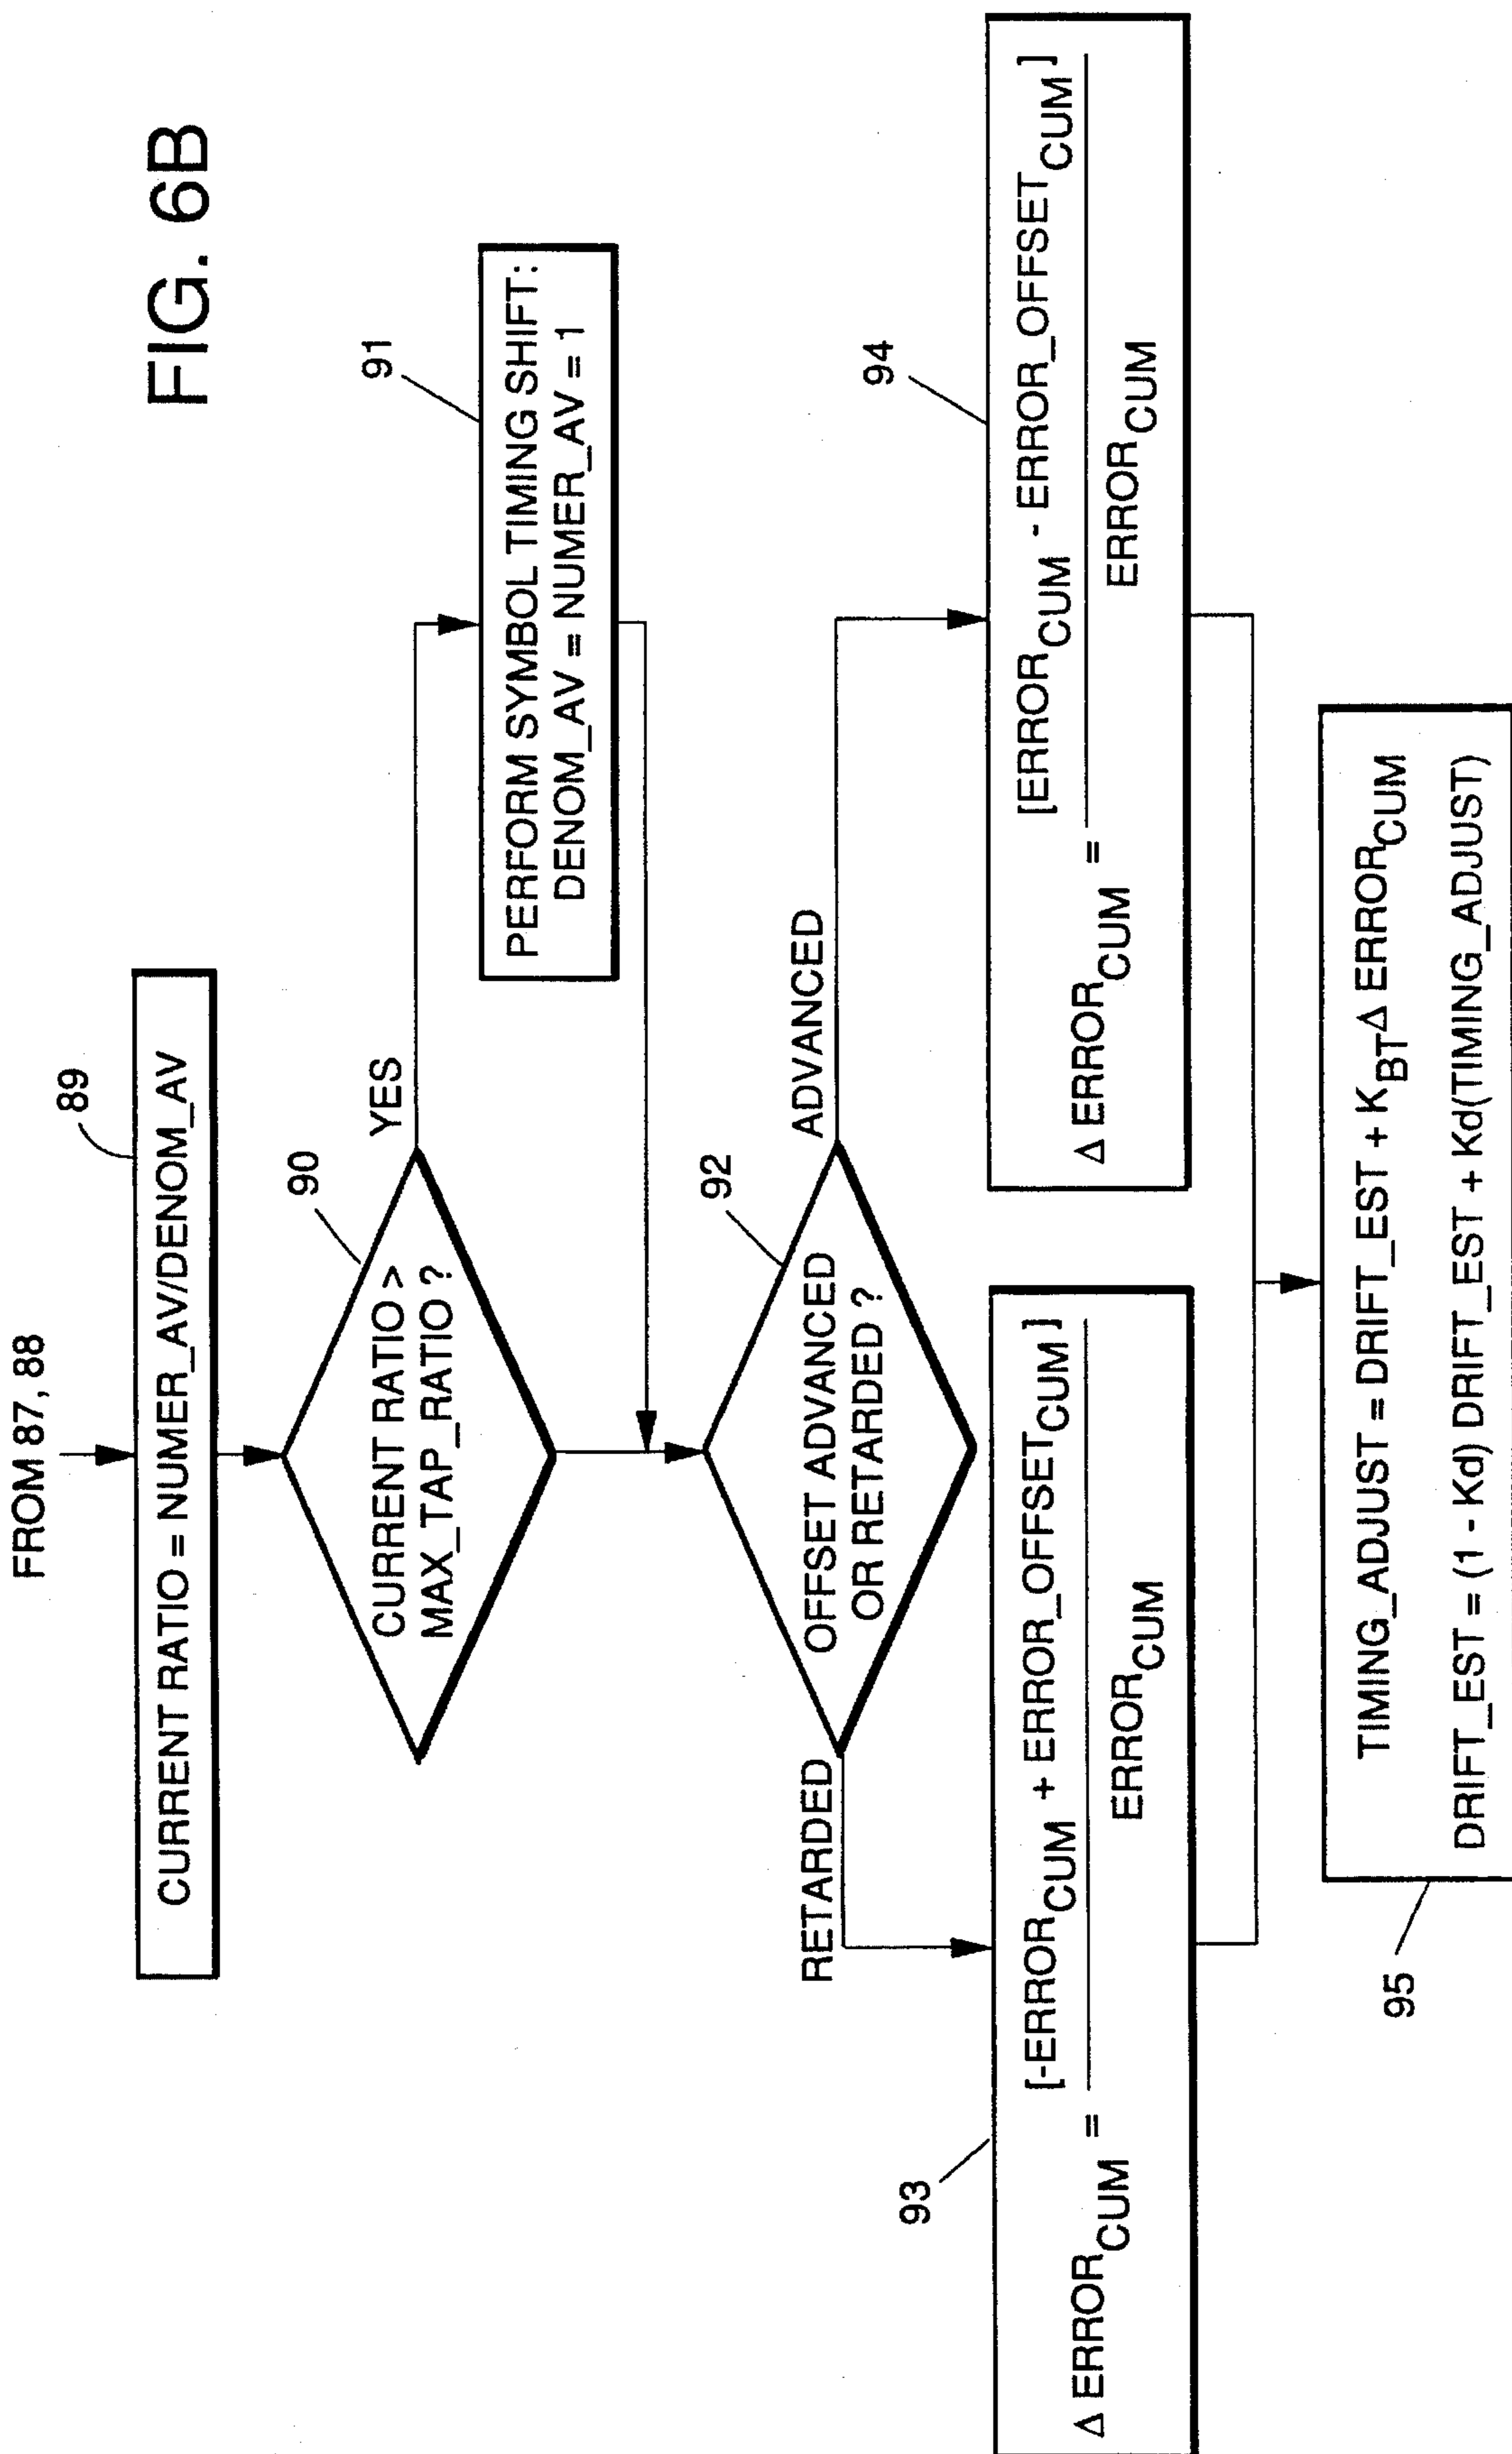 FIG. 6B
FROM 87, 88
89
CURRENT RATIO = NUMER_AV/DENOM_AV
90
CURRENT RATIO >
MAX_TAP_RATIO ?
YES
91
PERFORM SYMBOL TIMING SHIFT:
DENOM_AV = NUMER_AV = 1
92
OFFSET ADVANCED
OR RETARDED ?
RETARDED
ADVANCED
93
[-ERROR_CUM + ERROR_OFFSET_CUM]
Δ ERROR_CUM =
ERROR_CUM
94
[ERROR_CUM - ERROR_OFFSET_CUM]
Δ ERROR_CUM =
ERROR_CUM
95
TIMING_ADJUST = DRIFT_EST + K_BT Δ ERROR_CUM
DRIFT_EST = (1 - Kd) DRIFT_EST + Kd(TIMING_ADJUST)